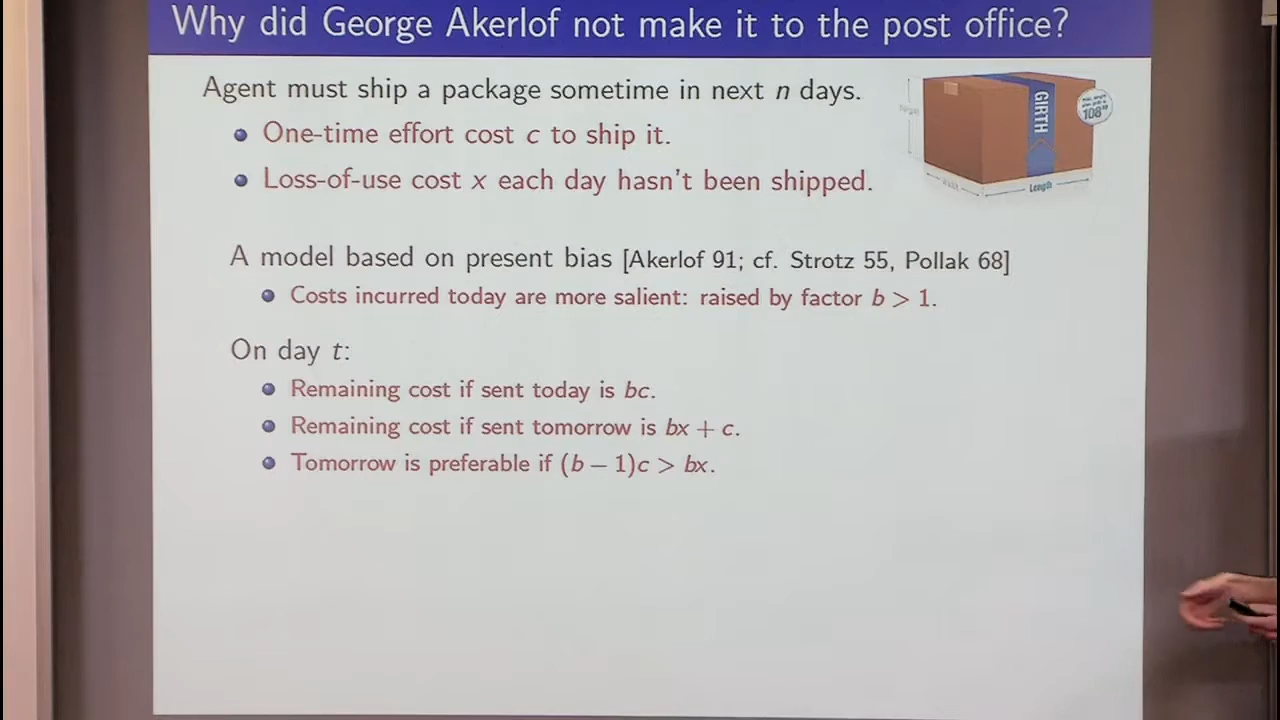 Why did George Akerlof not make it to the post office?
Agent must ship a package sometime in next n days.
One-time effort cost c to ship it.
Loss-of-use cost x each day hasn't been shipped.
GIRTH
108"
Length
A model based on present bias [Akerlof 91; cf. Strotz 55, Pollak 68]
Costs incurred today are more salient: raised by factor b > 1.
On day t:
Remaining cost if sent today is bc.
Remaining cost if sent tomorrow is bx + c.
Tomorrow is preferable if (b − 1)c > bx.